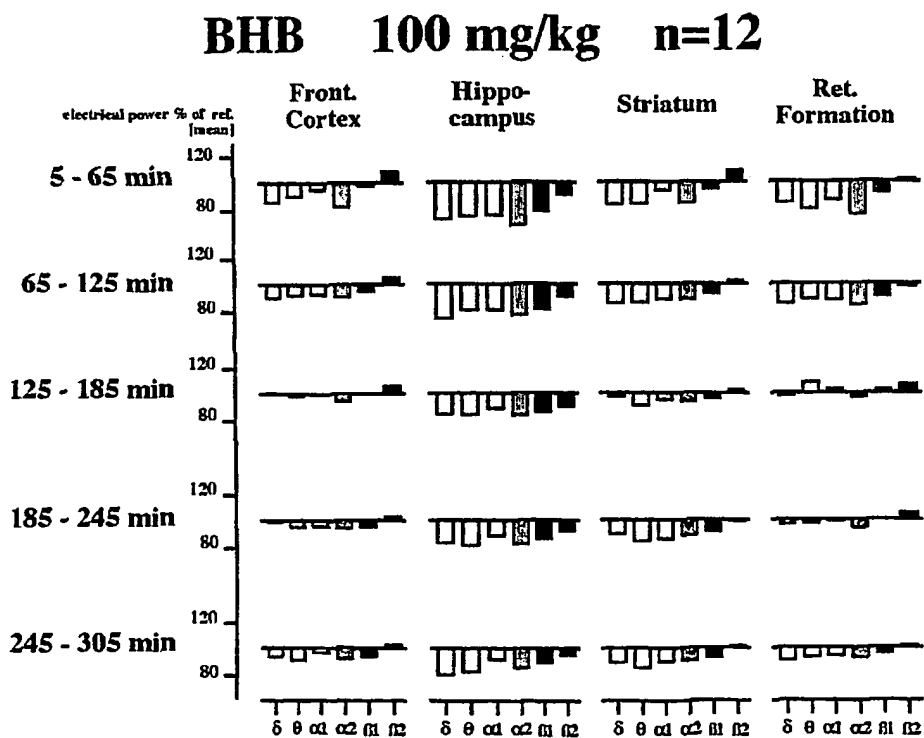 BHB 100 mg/kg n=12
electrical power % of ref.
[mean]
Front.
Cortex
Hippo-
campus
Striatum
Ret.
Formation
5 - 65 min
120
80
65 - 125 min
120
80
125 - 185 min
120
80
185 - 245 min
120
80
245 - 305 min
120
80
δ θ α1 α2 ß1 ß2
δ θ α1 α2 ß1 ß2
δ θ α1 α2 ß1 ß2
δ θ α1 α2 ß1 ß2